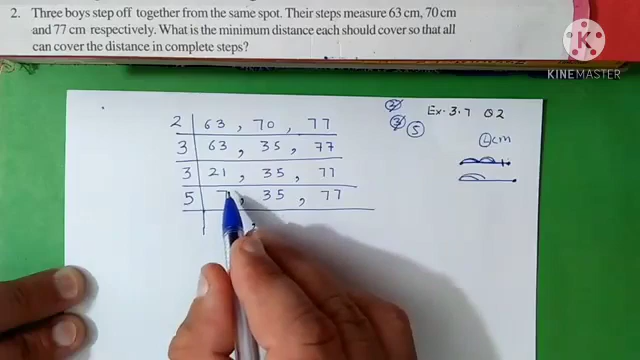 2. Three boys step off together from the same spot. Their steps measure 63 cm, 70 cm
and 77 cm respectively. What is the minimum distance each should cover so that all
can cover the distance in complete steps?
K
KINEMASTER
Ex. 3.7 Q2
2
3 5
L cm
2 63 , 70 , 77
3 63 , 35 , 77
3 21 , 35 , 77
5 7 , 35 , 77